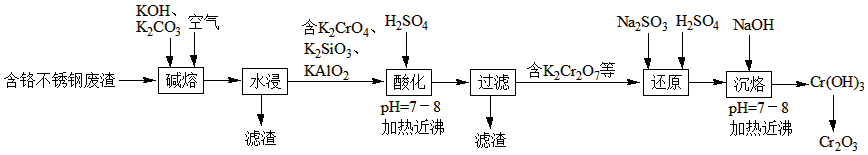 KOH、
K2CO3
空气
含铬不锈钢废渣
碱熔
水浸
滤渣
含K2CrO4、
K2SiO3、
KAlO2
H2SO4
酸化
pH=7-8
加热近沸
过滤
滤渣
含K2Cr2O7等
Na2SO3
H2SO4
还原
NaOH
沉烙
pH=7-8
加热近沸
Cr(OH)3
Cr2O3